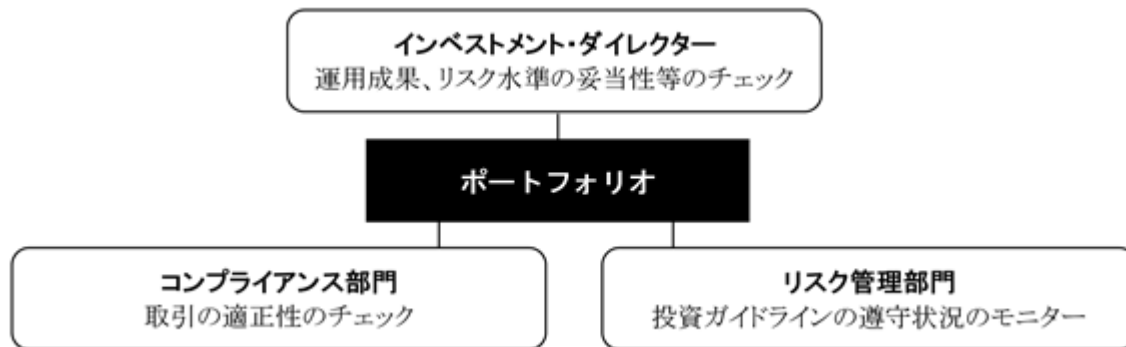 インベストメント・ダイレクター
運用成果、リスク水準の妥当性等のチェック
ポートフォリオ
コンプライアンス部門
取引の適正性のチェック
リスク管理部門
投資ガイドラインの遵守状況のモニター